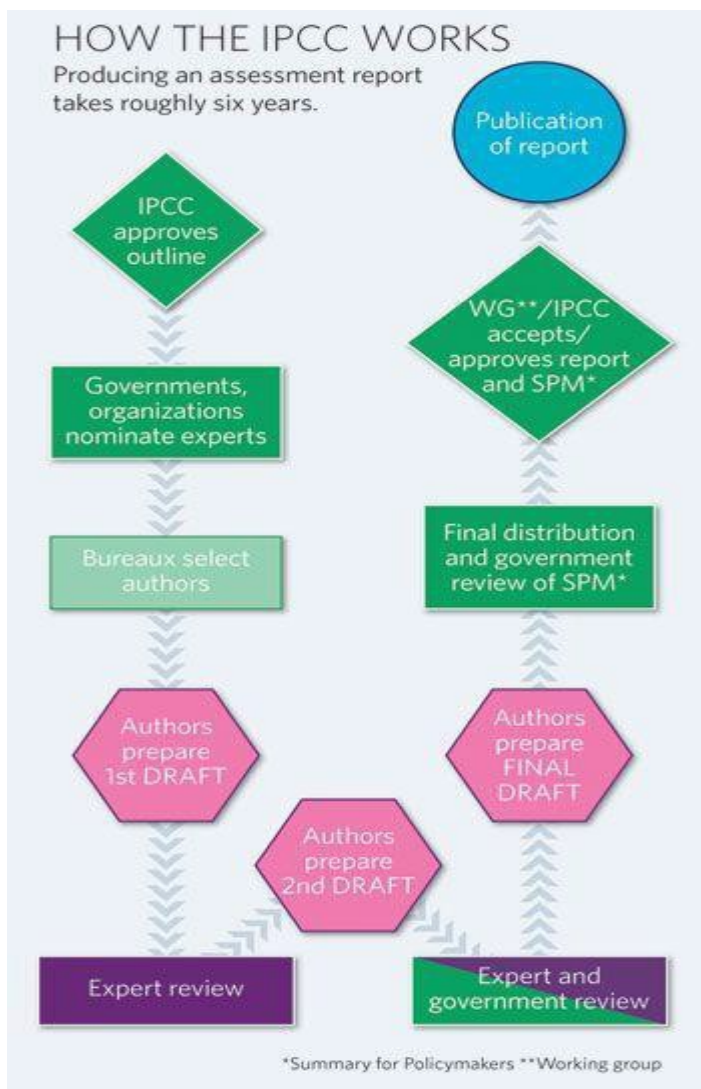 HOW THE IPCC WORKS
Producing an assessment report
takes roughly six years.
IPCC
approves
outline
Governments,
organizations
nominate experts
Bureaux select
authors
Authors
prepare
1st DRAFT
Expert review
Authors
prepare
2nd DRAFT
Expert and
government review
Authors
prepare
FINAL
DRAFT
Final distribution
and government
review of SPM*
WG**/IPCC
accepts/
approves report
and SPM*
Publication
of report
*Summary for Policymakers **Working group